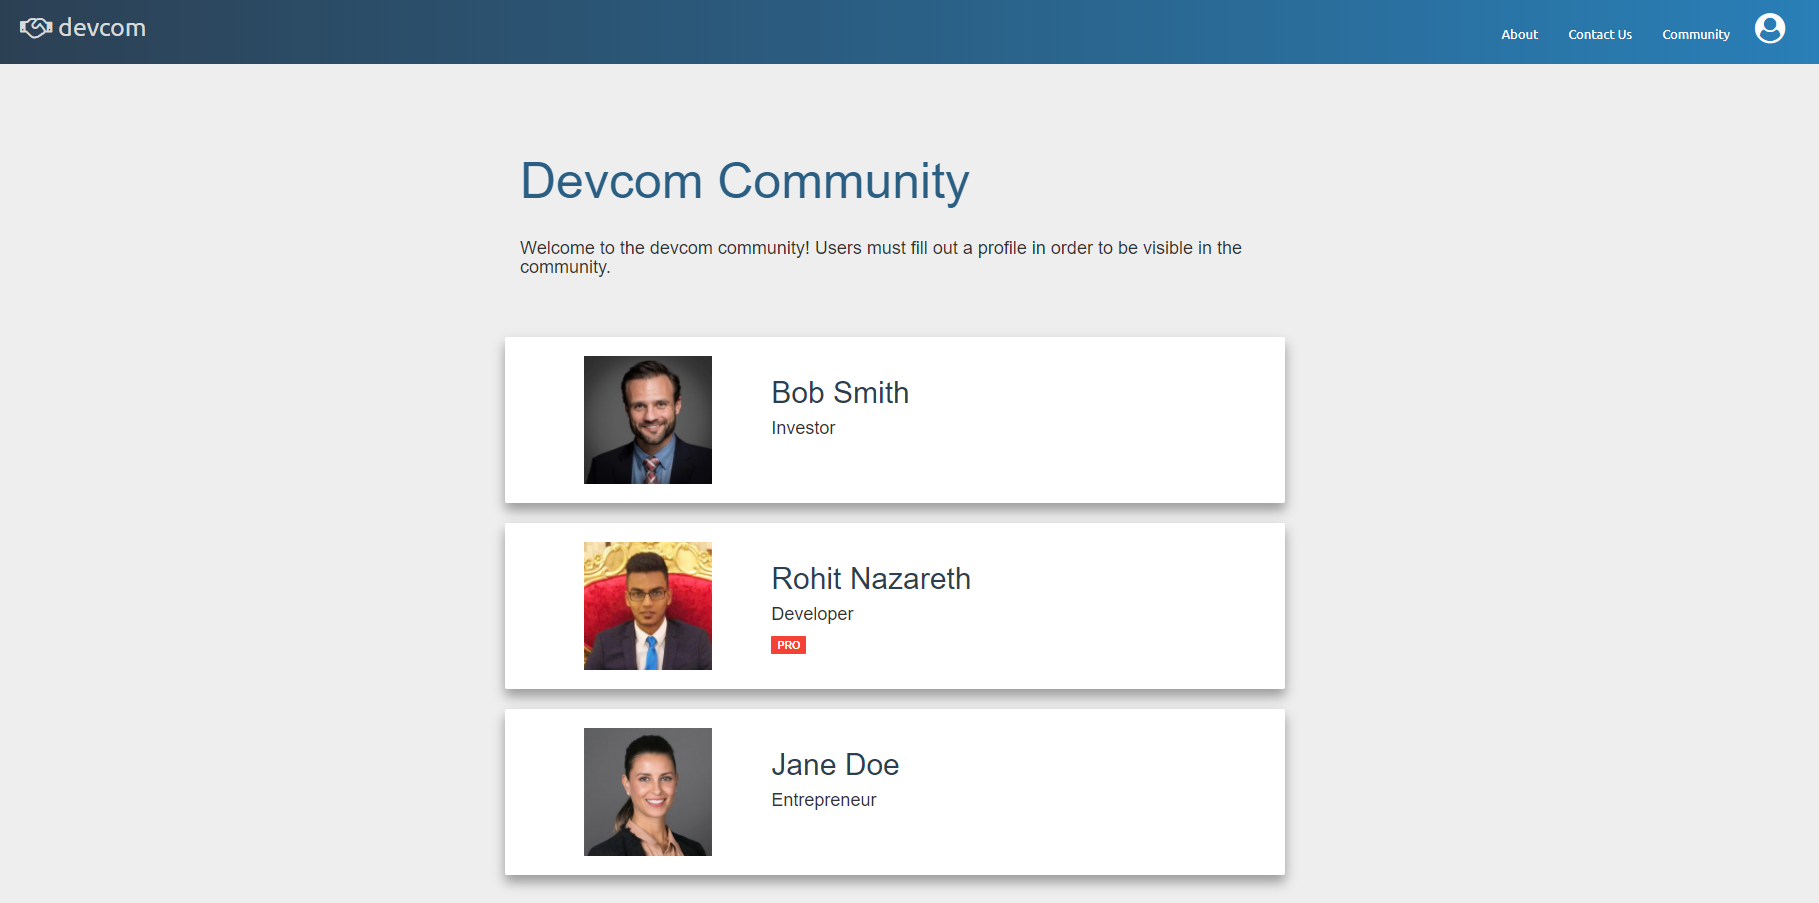 devcom
About Contact Us Community
Devcom Community
Welcome to the devcom community! Users must fill out a profile in order to be visible in the
community.
Bob Smith
Investor
Rohit Nazareth
Developer
PRO
Jane Doe
Entrepreneur